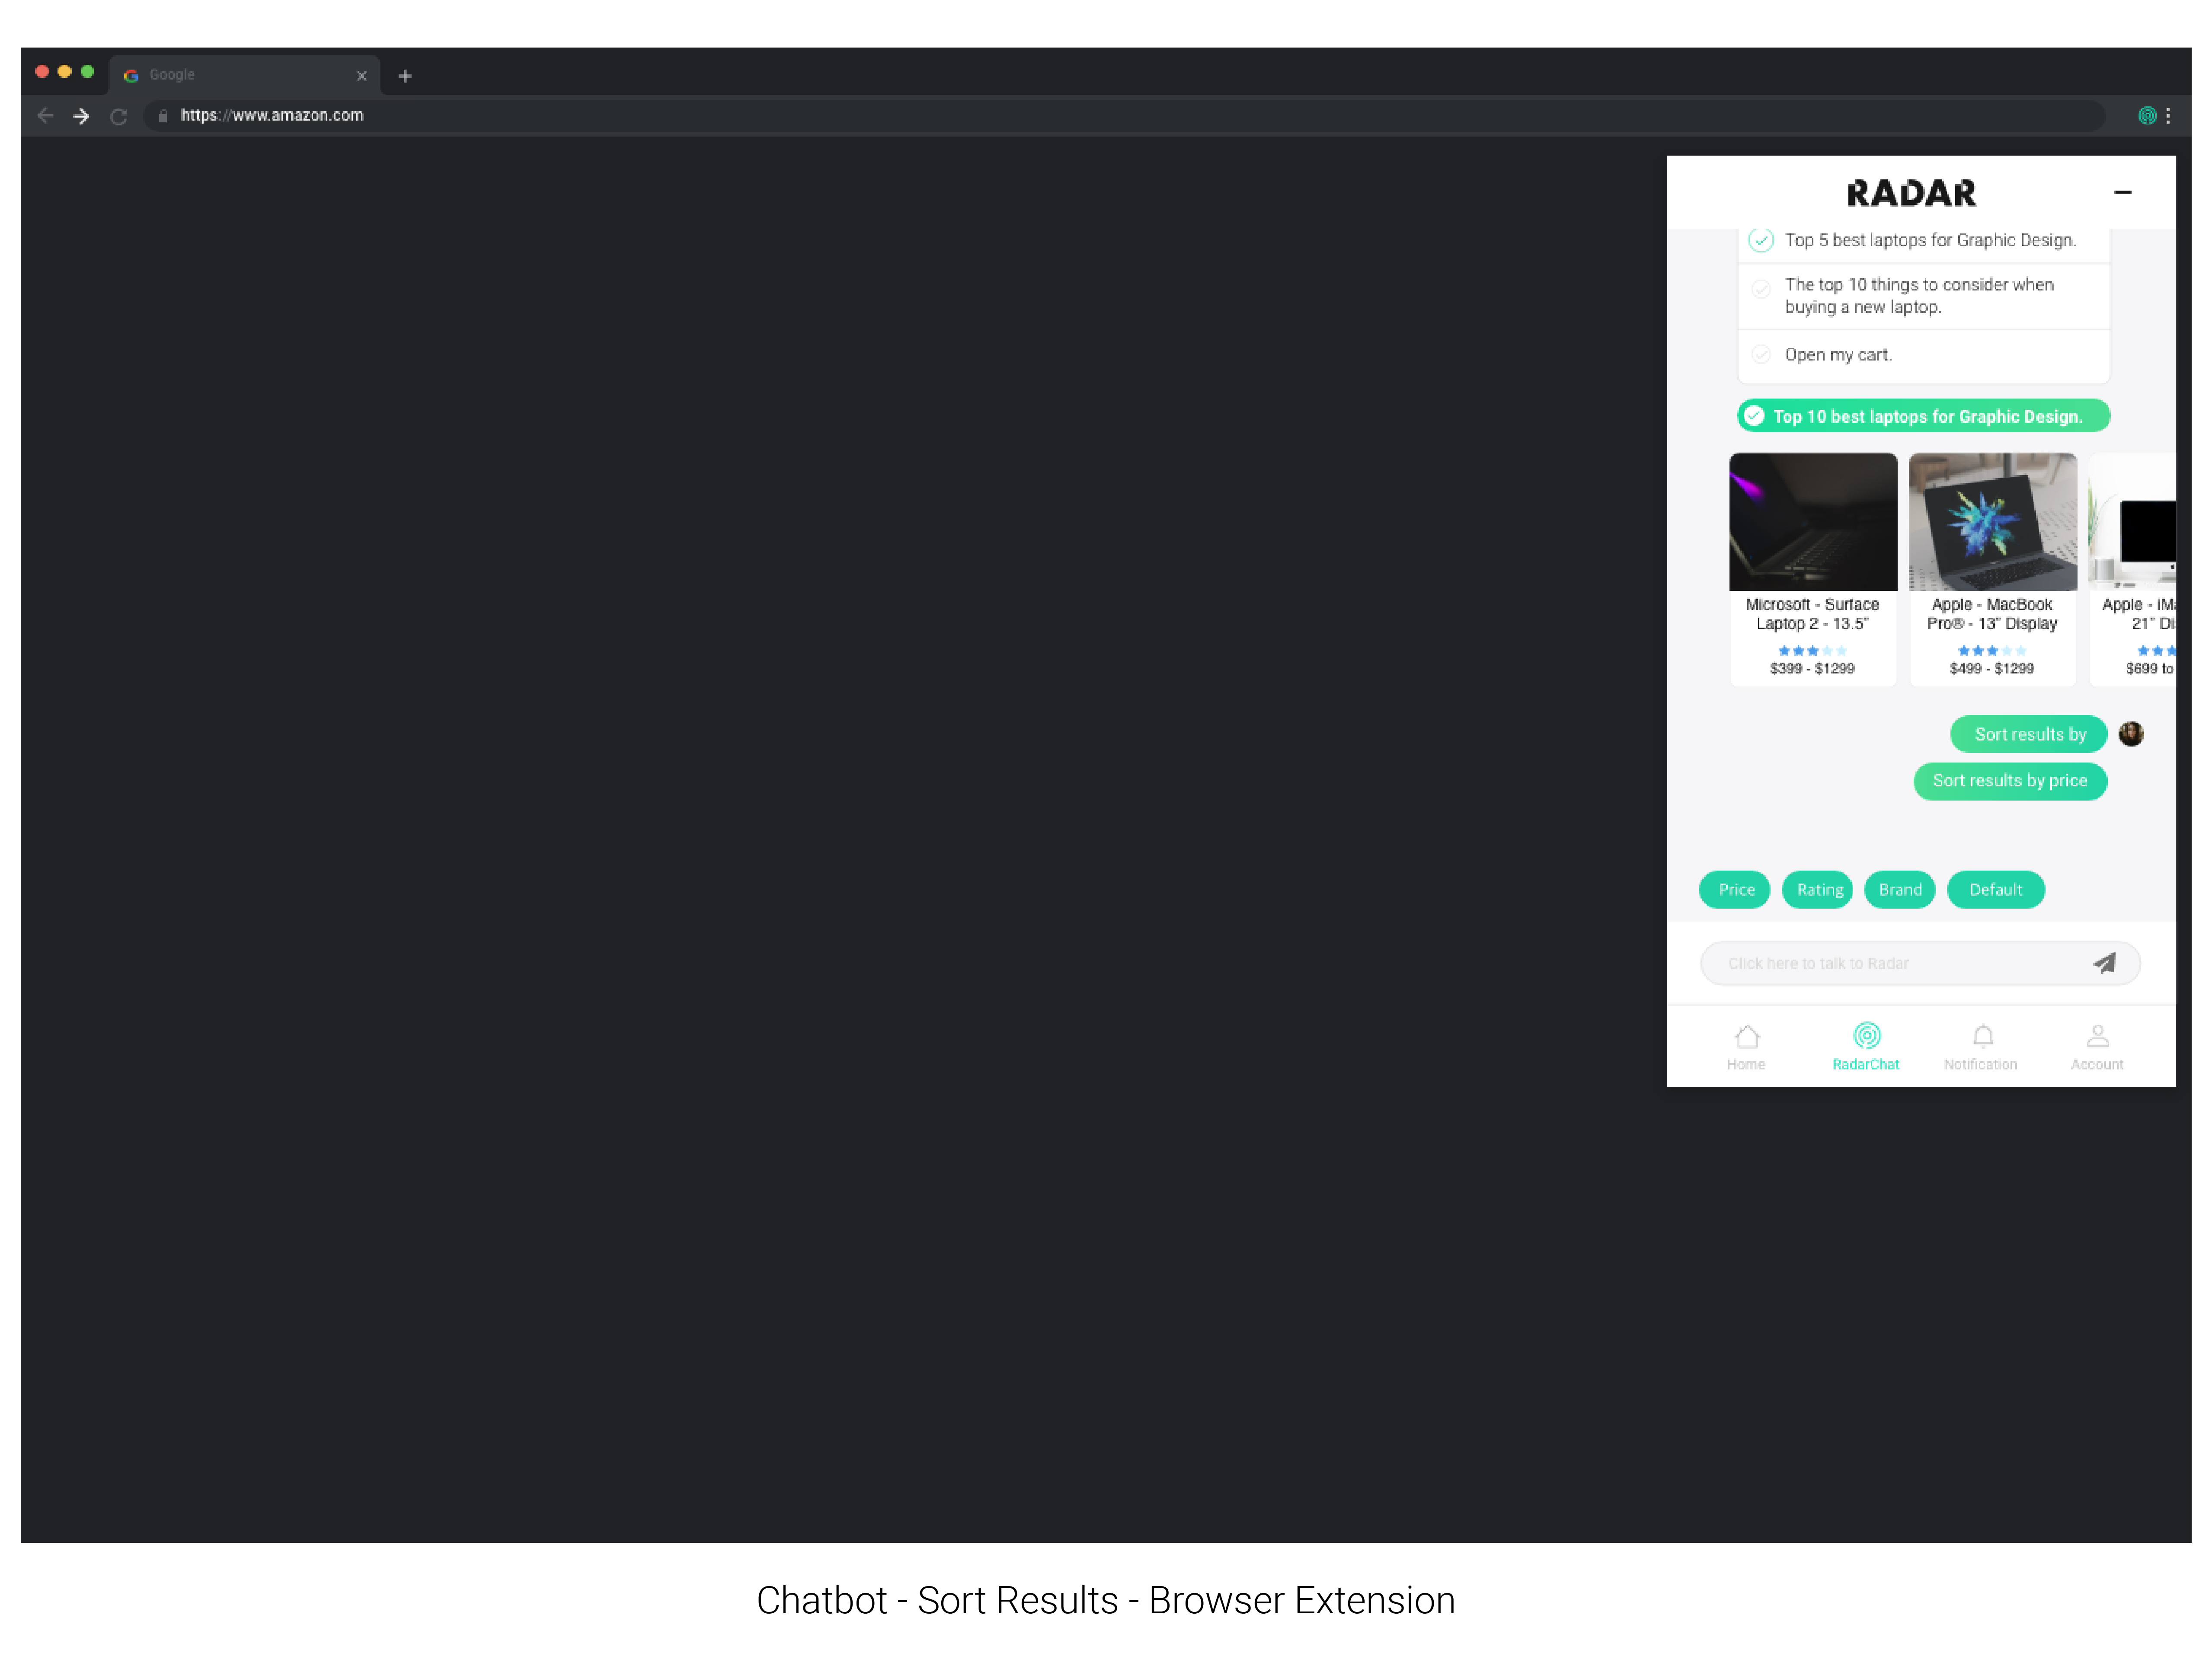 Google
https://www.amazon.com
RADAR
Top 5 best laptops for Graphic Design.
The top 10 things to consider when
buying a new laptop.
Open my cart.
Top 10 best laptops for Graphic Design.
Microsoft - Surface
Laptop 2 - 13.5"
$399 - $1299
Apple - MacBook
Pro® - 13" Display
$499 - $1299
Apple - iMa
21" Di
$699 to
Sort results by
Sort results by price
Price
Rating
Brand
Default
Click here to talk to Radar
Home
RadarChat
Notification
Account
Chatbot - Sort Results - Browser Extension